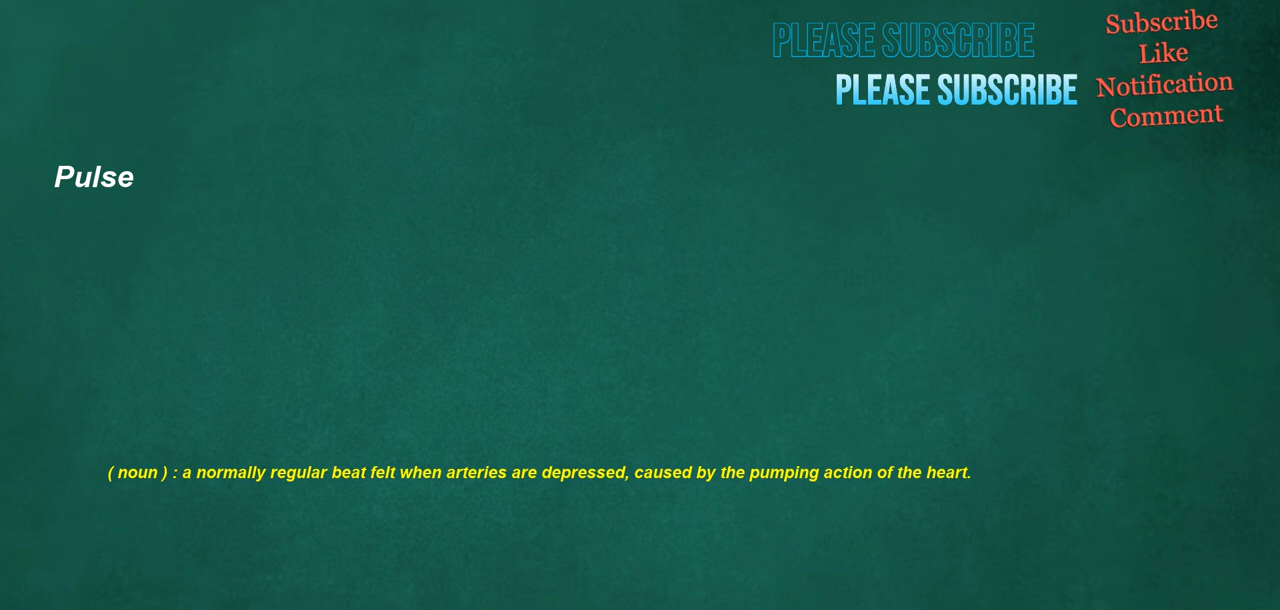 PLEASE SUBSCRIBE
PLEASE SUBSCRIBE
Subscribe
Like
Notification
Comment
Pulse
( noun ) : a normally regular beat felt when arteries are depressed, caused by the pumping action of the heart.